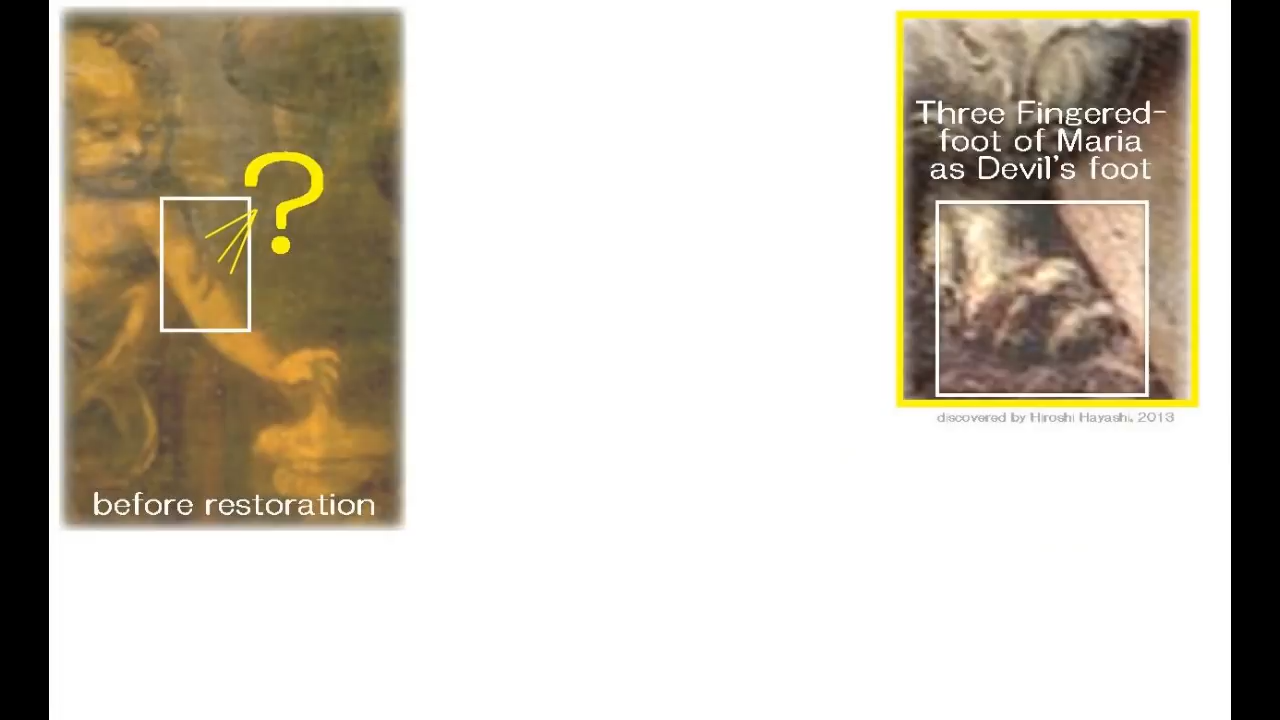 ?
before restoration
Three Fingered-
foot of Maria
as Devil's foot
discovered by Hiroshi Hayashi, 2013